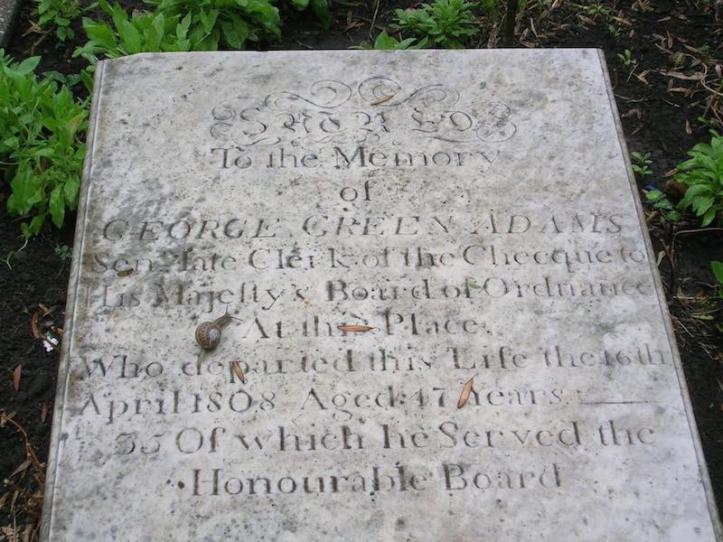 SACRED
To the Memory
of
GEORGE GREEN ADAMS
Senr. late Clerk of the Checque to
His Majesty's Board of Ordnance
At this Place.
Who departed this Life the 16th
April 1808 Aged 47 Years
35 Of which he Served the
Honourable Board